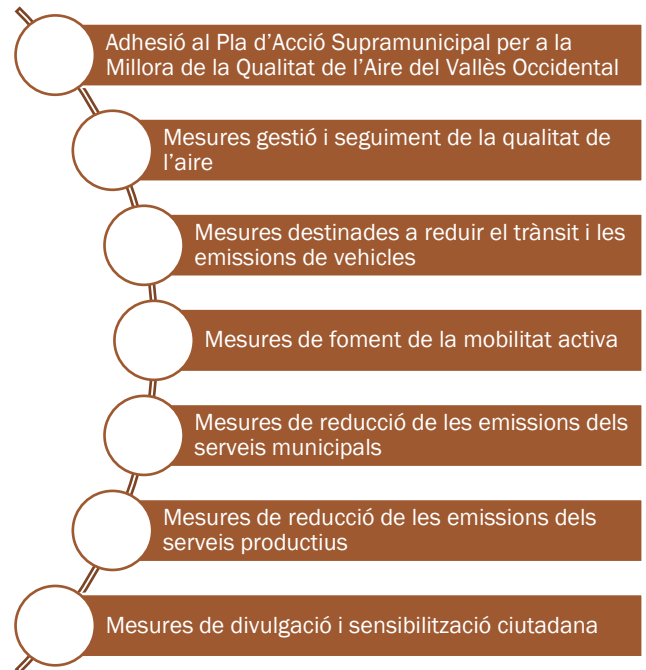 Adhesió al Pla d’Acció Supramunicipal per a la
Millora de la Qualitat de l’Aire del Vallès Occidental
Mesures gestió i seguiment de la qualitat de
l’aire
Mesures destinades a reduir el trànsit i les
emissions de vehicles
Mesures de foment de la mobilitat activa
Mesures de reducció de les emissions dels
serveis municipals
Mesures de reducció de les emissions dels
serveis productius
Mesures de divulgació i sensibilització ciutadana